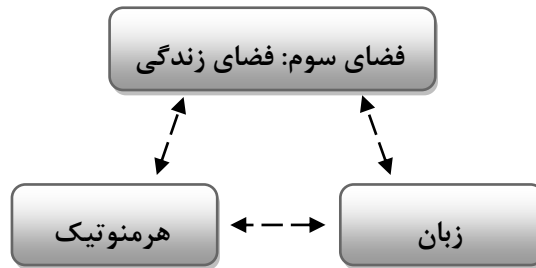 فضای سوم: فضای زندگی
زبان
هرمنوتیک